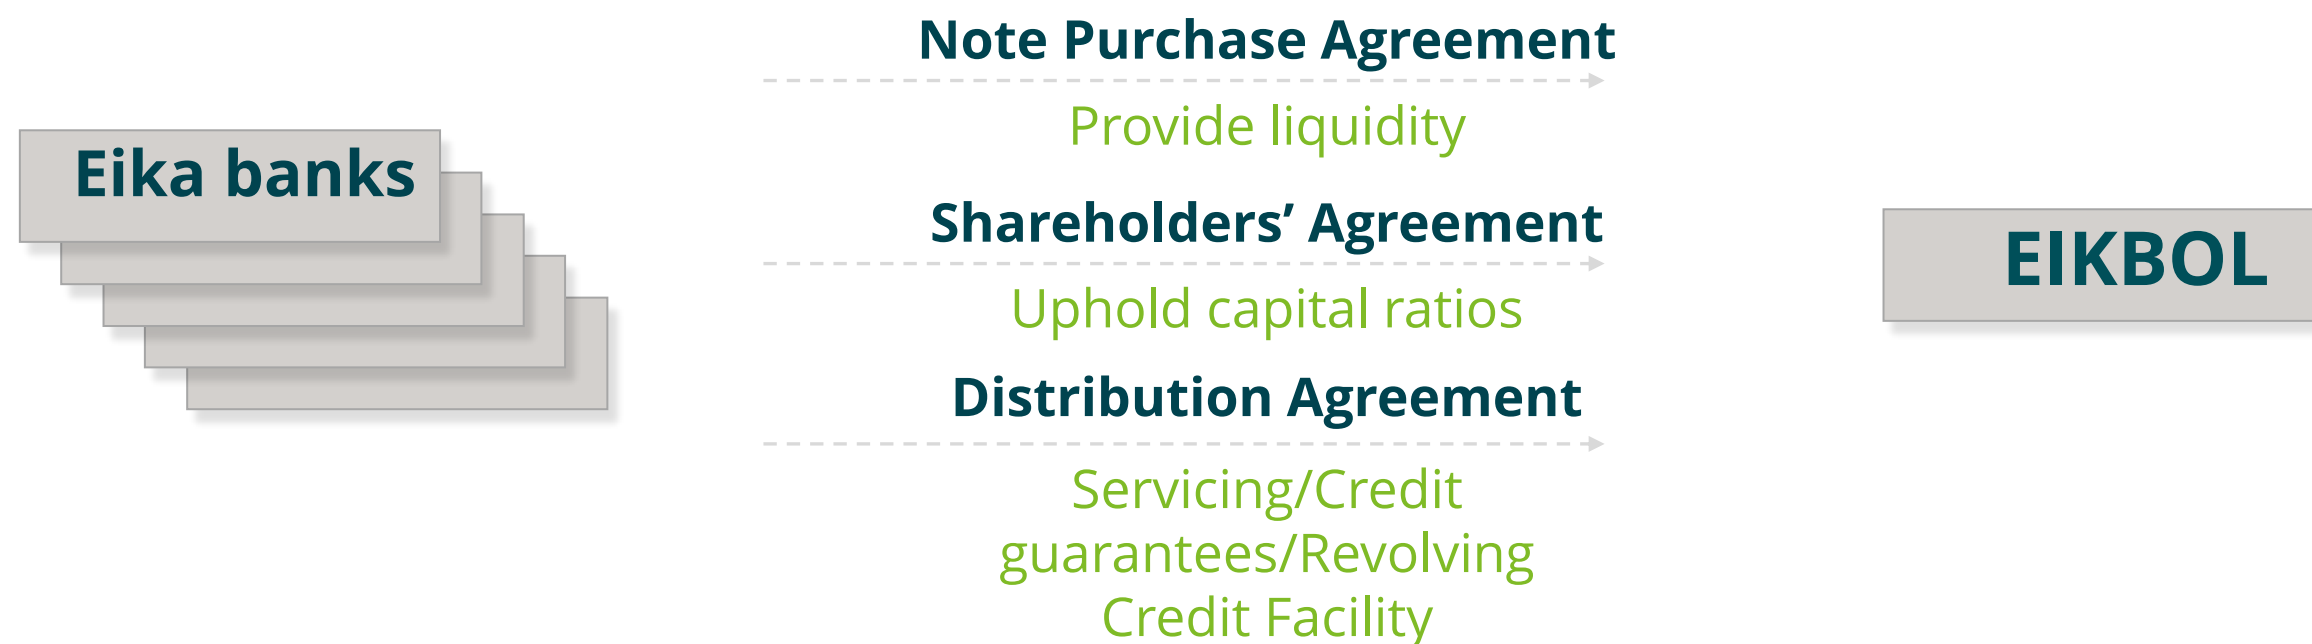 Eika banks
Note Purchase Agreement
Provide liquidity
Shareholders’ Agreement
Uphold capital ratios
Distribution Agreement
Servicing/Credit
guarantees/Revolving
Credit Facility
EIKBOL